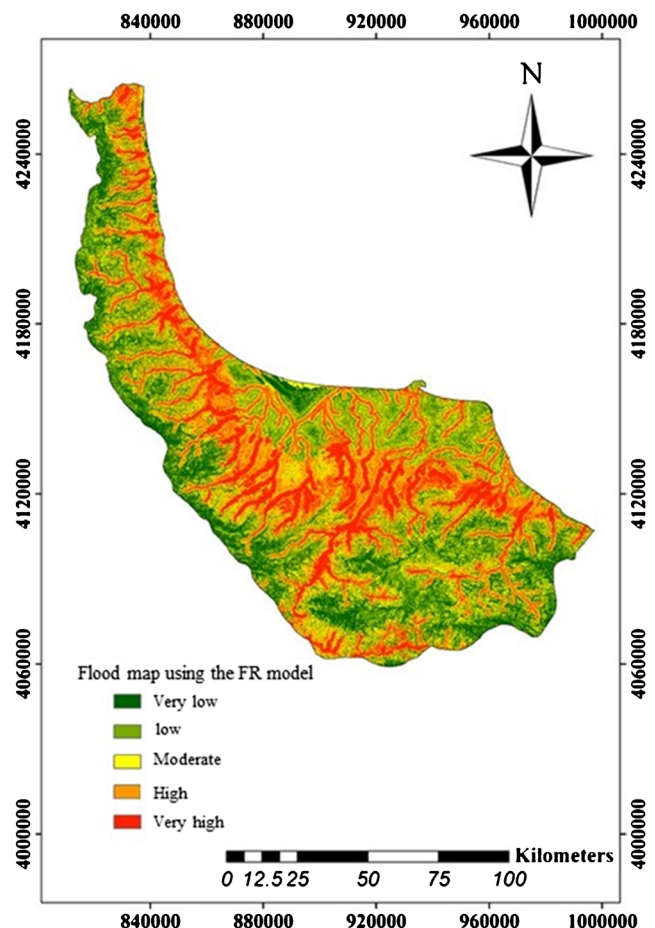 840000 880000 920000 960000 1000000
N
4240000 4240000
4180000 4180000
4120000 4120000
4060000 4060000
Flood map using the FR model
Very low
low
Moderate
High
Very high
4000000 4000000
Kilometers
0 12.5 25 50 75 100
840000 880000 920000 960000 1000000